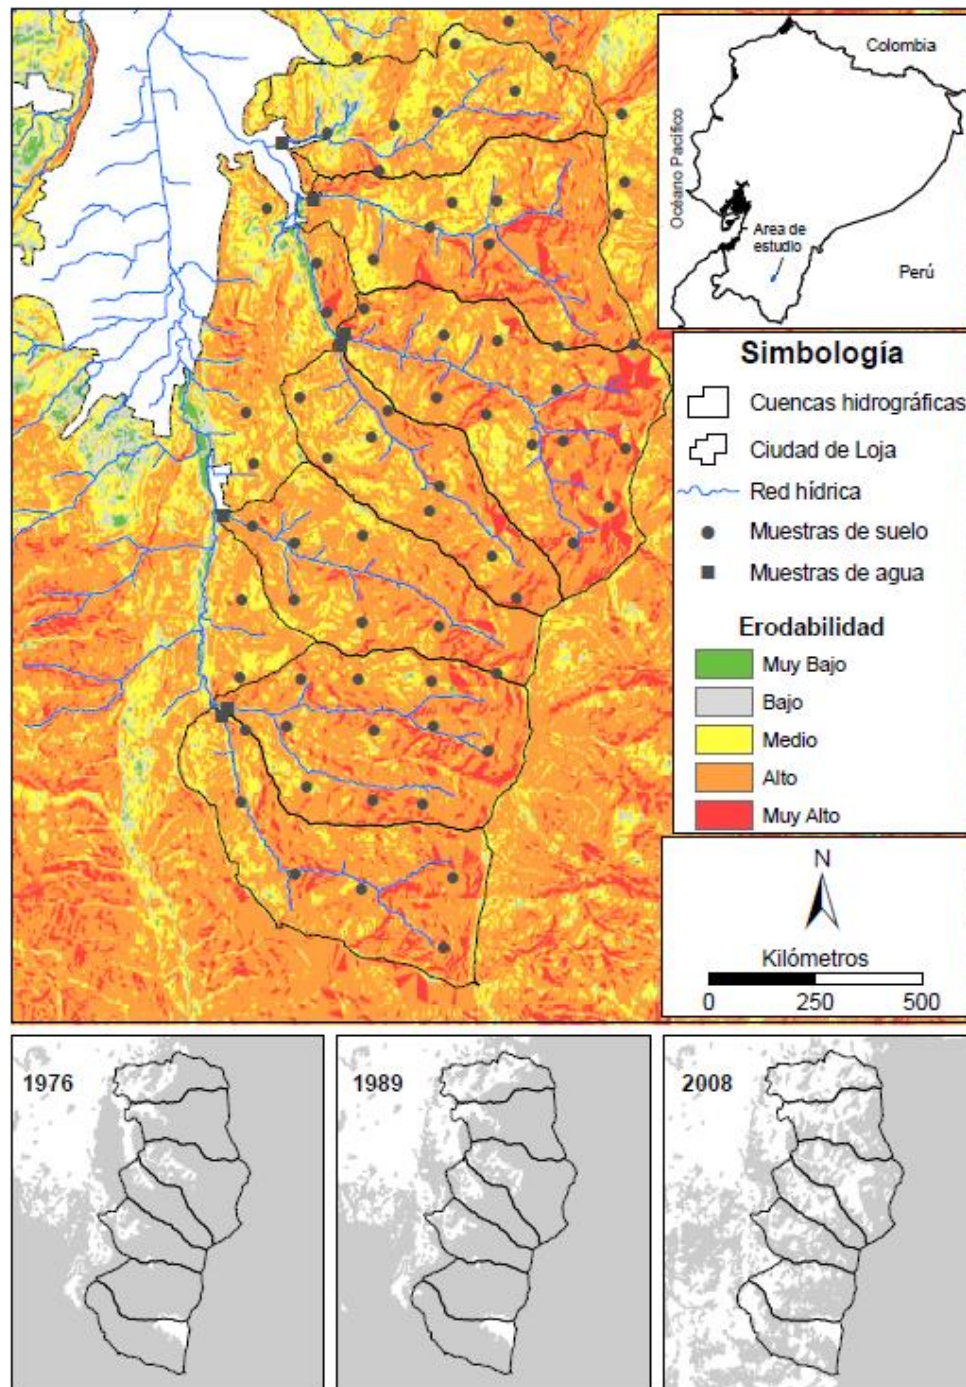 Colombia
Océano Pacífico
Area de
estudio
Perú
Simbología
Cuencas hidrográficas
Ciudad de Loja
Red hídrica
Muestras de suelo
Muestras de agua
Erodabilidad
Muy Bajo
Bajo
Medio
Alto
Muy Alto
N
Kilómetros
0 250 500
1976
1989
2008